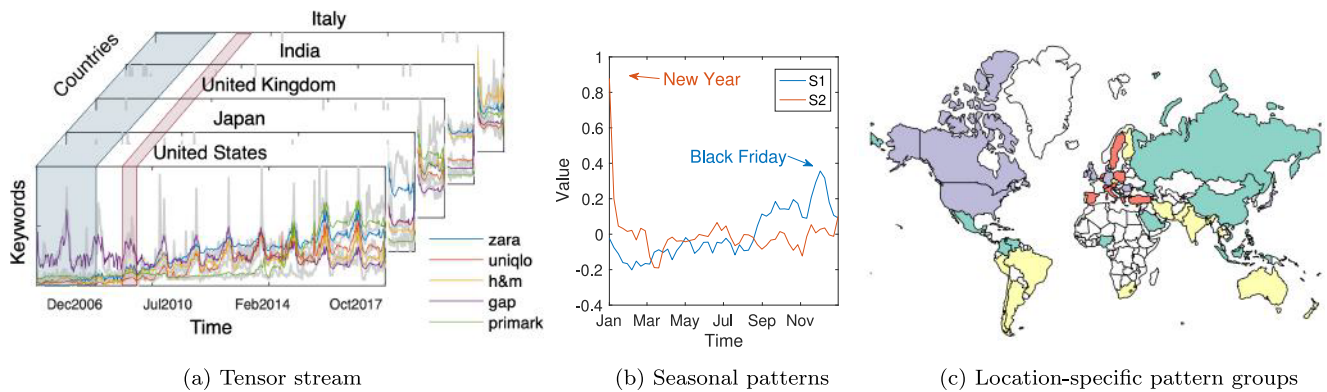 Italy
India
United Kingdom
Japan
United States
Countries
Keywords
Dec2006 Jul2010 Feb2014 Oct2017
Time
zara
uniqlo
h&m
gap
primark
(a) Tensor stream
1
0.8
0.6
0.4
0.2
0
-0.2
-0.4
Value
New Year
S1
S2
Black Friday
Jan Mar May Jul Sep Nov
Time
(b) Seasonal patterns
(c) Location-specific pattern groups